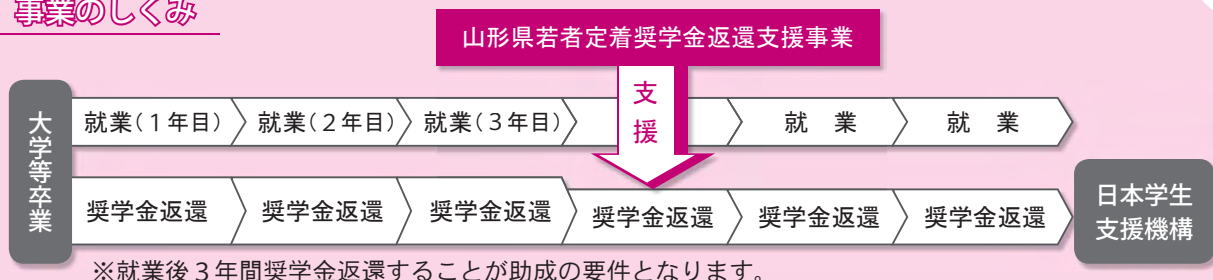 事業のしくみ
山形県若者定着奨学金返還支援事業
支援
大学等卒業
就業(1年目)
就業(2年目)
就業(3年目)
就　業
就　業
奨学金返還
奨学金返還
奨学金返還
奨学金返還
奨学金返還
奨学金返還
日本学生
支援機構
※就業後3年間奨学金返還することが助成の要件となります。